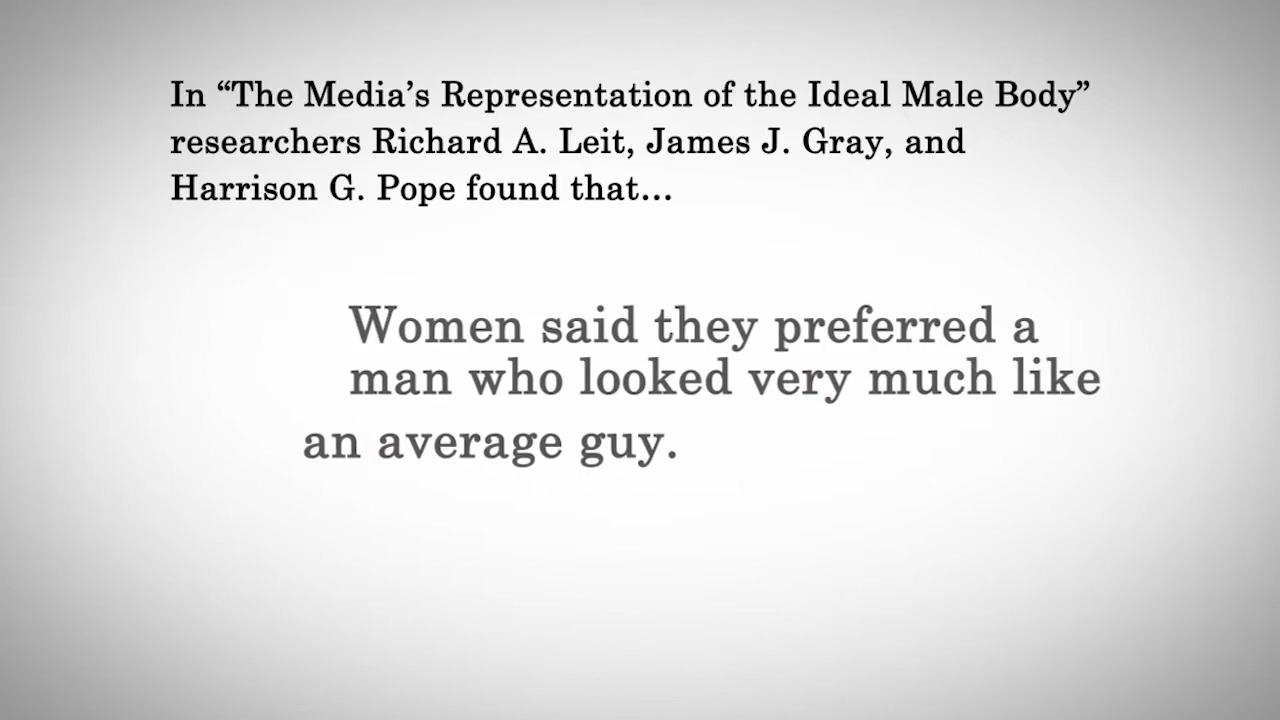 In “The Media’s Representation of the Ideal Male Body”
researchers Richard A. Leit, James J. Gray, and
Harrison G. Pope found that…
Women said they preferred a
man who looked very much like
an average guy.